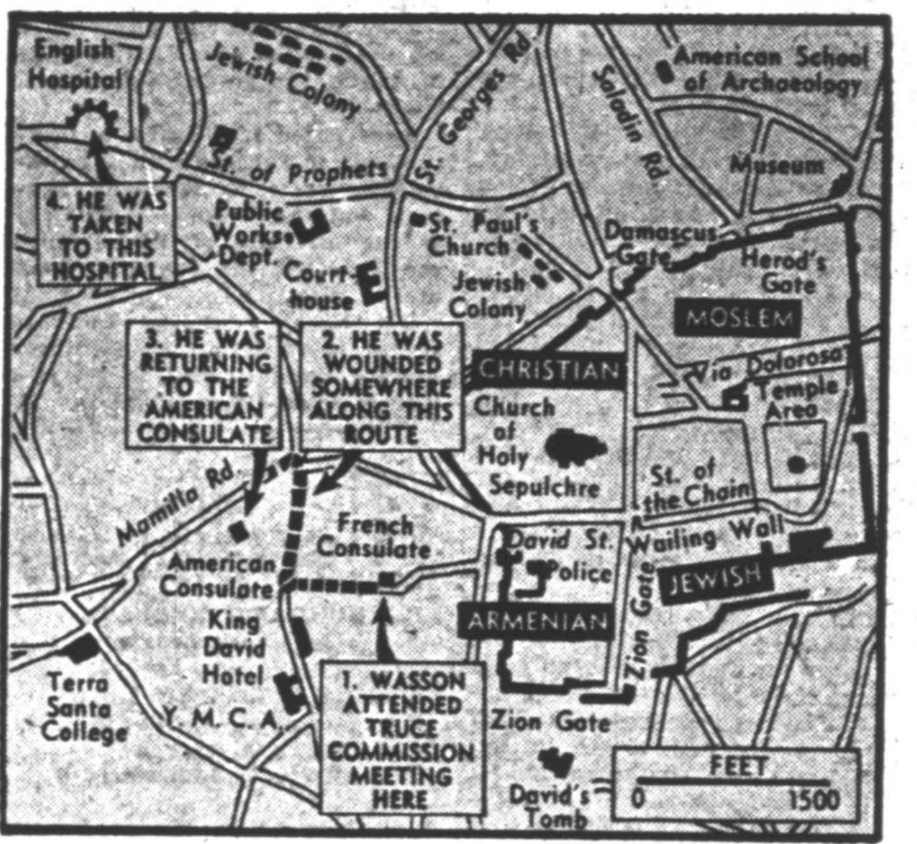 English
Hospital
Jewish
Colony
St. Georges Rd.
Saladin Rd.
American School
of Archaeology
Museum
St. of Prophets
4. HE WAS
TAKEN
TO THIS
HOSPITAL
Public
Works
Dept.
Court-
house
St. Paul's
Church
Jewish
Colony
Damascus
Gate
Herod's
Gate
MOSLEM
3. HE WAS
RETURNING
TO THE
AMERICAN
CONSULATE
2. HE WAS
WOUNDED
SOMEWHERE
ALONG THIS
ROUTE
CHRISTIAN
Via Dolorosa
Temple
Area
Church
of
Holy
Sepulchre
St. of
the Chain
Mamilla Rd.
French
Consulate
David St.
Wailing Wall
American
Consulate
Police
JEWISH
ARMENIAN
Zion Gate
King
David
Hotel
Terra
Santa
College
Y. M. C. A.
1. WASSON
ATTENDED
TRUCE
COMMISSION
MEETING
HERE
Zion Gate
David's
Tomb
FEET
0 1500